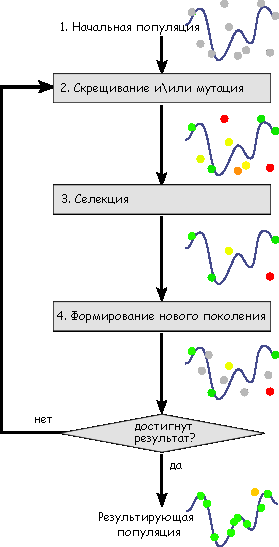 1. Начальная популяция
2. Скрещивание и\или мутация
3. Селекция
4. Формирование нового поколения
достигнут
результат?
нет
да
Результирующая
популяция